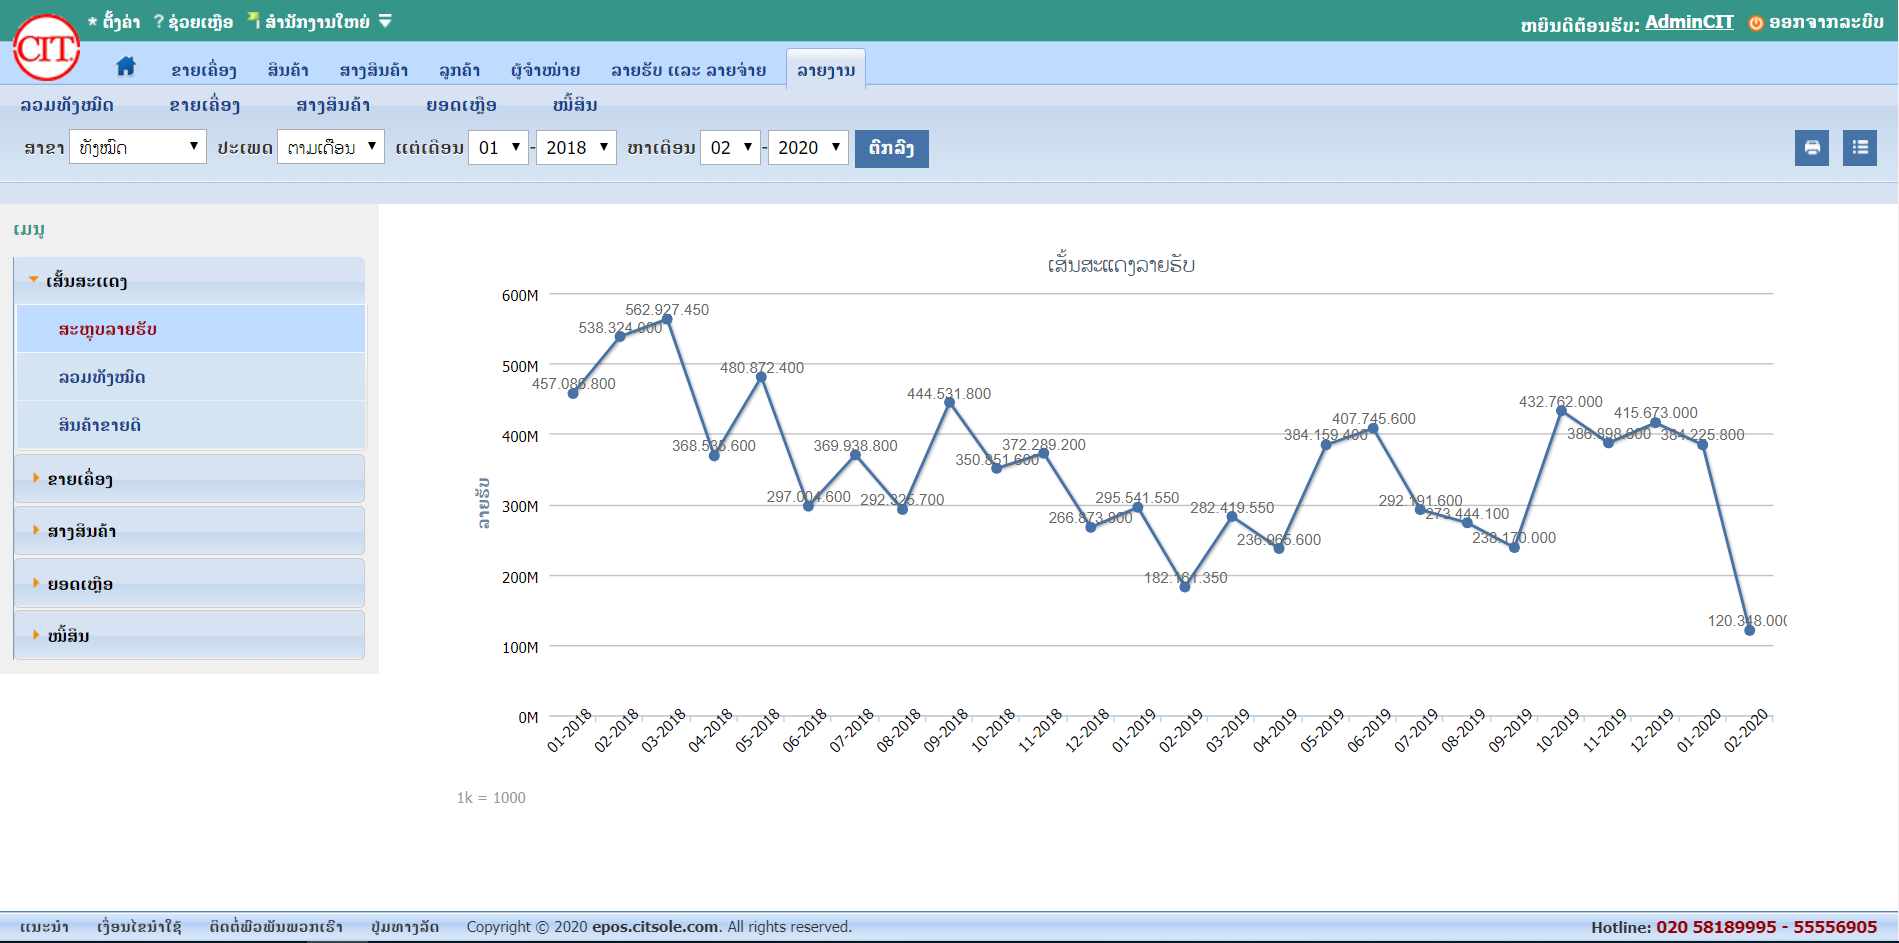 * ຕັ້ງຄ່າ ? ຊ່ວຍເຫຼືອ ສຳນັກງານໃຫຍ່
ຫຍິນດີຕ້ອນຮັບ: AdminCIT ອອກຈາກລະບົບ
CIT.
ຂາຍເຄື່ອງ ສິນຄ້າ ສາງສິນຄ້າ ລູກຄ້າ ຜູ້ຈຳໜ່າຍ ລາຍຮັບ ແລະ ລາຍຈ່າຍ ລາຍງານ
ລວມທັງໝົດ ຂາຍເຄື່ອງ ສາງສິນຄ້າ ຍອດເຫຼືອ ໜີ້ສິນ
ສາຂາ ທັງໝົດ ປະເພດ ຕາມເດືອນ ແຕ່ເດືອນ 01 - 2018 ຫາເດືອນ 02 - 2020 ຕົກລົງ
ເມນູ
ເສັ້ນສະແດງ
ສະຫຼຸບລາຍຮັບ
ລວມທັງໝົດ
ສິນຄ້າຂາຍດີ
ຂາຍເຄື່ອງ
ສາງສິນຄ້າ
ຍອດເຫຼືອ
ໜີ້ສິນ
ເສັ້ນສະແດງລາຍຮັບ
ລາຍຮັບ
600M
500M
400M
300M
200M
100M
0M
457.086.800
538.324.000
562.927.450
480.872.400
297.004.600
369.938.800
292.325.700
444.531.800
350.851.600
372.289.200
295.541.550
282.419.550
236.965.600
384.159.400
407.745.600
292.191.600
273.444.100
238.170.000
432.762.000
415.673.000
384.225.800
120.348.000
01-2018 02-2018 03-2018 04-2018 05-2018 06-2018 07-2018 08-2018 09-2018 10-2018 11-2018 12-2018 01-2019 02-2019 03-2019 04-2019 05-2019 06-2019 07-2019 08-2019 09-2019 10-2019 11-2019 12-2019 01-2020 02-2020
1k = 1000
ແນະນຳ ເງື່ອນໄຂນຳໃຊ້ ຕິດຕໍ່ພົວພັນພວກເຮົາ ປຸ່ມທາງລັດ Copyright © 2020 epos.citsole.com. All rights reserved.
Hotline: 020 58189995 - 55556905